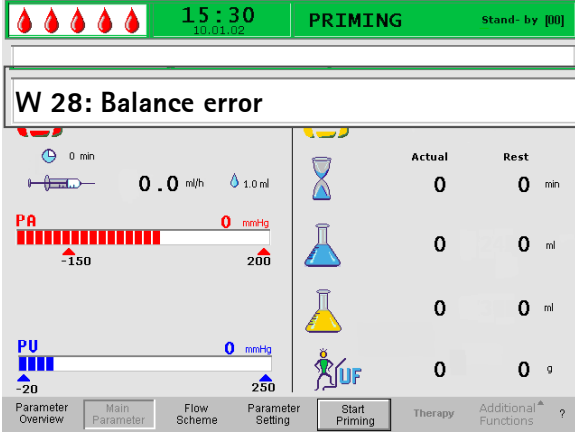 15:30 PRIMING Stand- by [00]
10.01.02
W 28: Balance error
0 min
0.0 ml/h 1.0 ml
PA 0 mmHg
-150 200
PV 0 mmHg
-20 250
Actual Rest
0 0 min
0 0 ml
0 0 ml
UF 0 0 g
Parameter Overview
Main Parameter
Flow Scheme
Parameter Setting
Start Priming
Therapy
Additional Functions
?